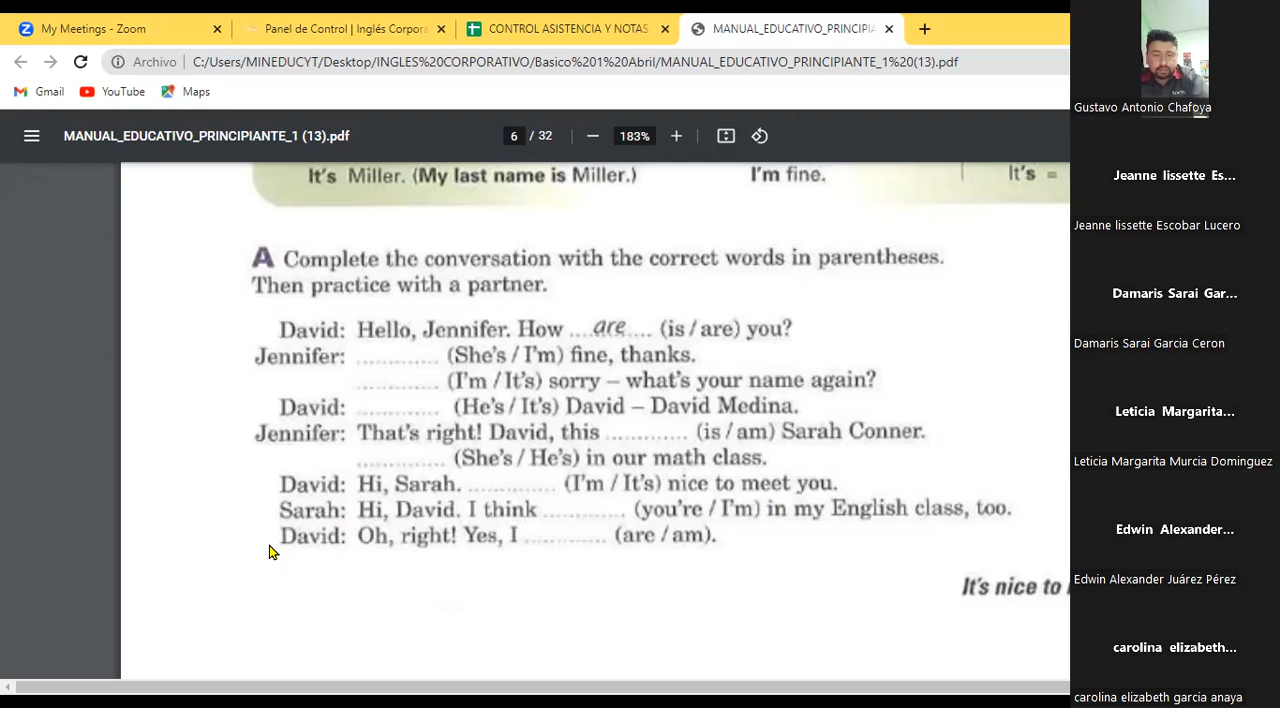 My Meetings - Zoom
Panel de Control | Inglés Corpora
CONTROL ASISTENCIA Y NOTAS
MANUAL_EDUCATIVO_PRINCIPIA
Archivo
C:/Users/MINEDUCYT/Desktop/INGLES%20CORPORATIVO/Basico%201%20Abril/MANUAL_EDUCATIVO_PRINCIPIANTE_1%20(13).pdf
Gmail
YouTube
Maps
MANUAL_EDUCATIVO_PRINCIPIANTE_1 (13).pdf
6 / 32
183%
It's Miller. (My last name is Miller.)
I'm fine.
It's =
A Complete the conversation with the correct words in parentheses.
Then practice with a partner.
David: Hello, Jennifer. How ....are.... (is / are) you?
Jennifer: ............ (She's / I'm) fine, thanks.
............ (I'm / It's) sorry – what's your name again?
David: ............ (He's / It's) David – David Medina.
Jennifer: That's right! David, this ............ (is / am) Sarah Conner.
............ (She's / He's) in our math class.
David: Hi, Sarah. ............ (I'm / It's) nice to meet you.
Sarah: Hi, David. I think ............ (you're / I'm) in my English class, too.
David: Oh, right! Yes, I ............ (are / am).
It's nice to
Gustavo Antonio Chafoya
Jeanne lissette Es...
Jeanne lissette Escobar Lucero
Damaris Sarai Gar...
Damaris Sarai Garcia Ceron
Leticia Margarita...
Leticia Margarita Murcia Dominguez
Edwin Alexander...
Edwin Alexander Juárez Pérez
carolina elizabeth...
carolina elizabeth garcia anaya